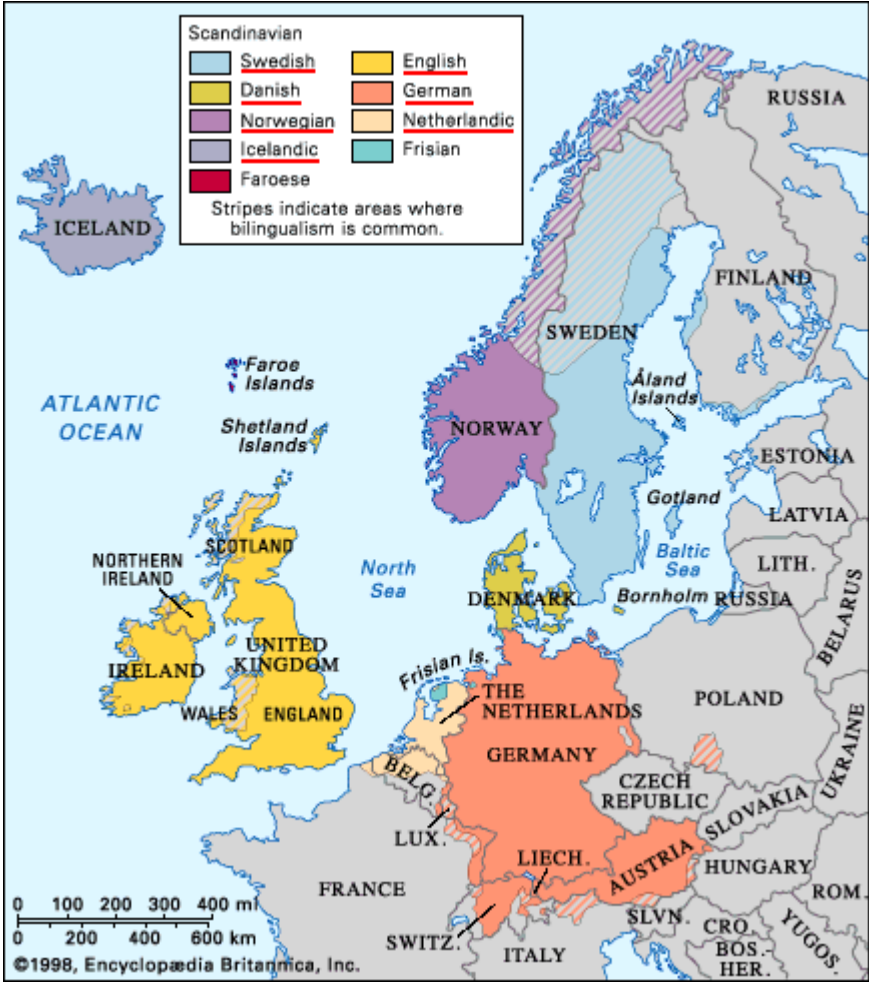 Scandinavian
Swedish
Danish
Norwegian
Icelandic
Faroese
English
German
Netherlandic
Frisian
Stripes indicate areas where
bilingualism is common.
RUSSIA
ICELAND
FINLAND
SWEDEN
Faroe
Islands
Åland
Islands
ATLANTIC
OCEAN
Shetland
Islands
NORWAY
ESTONIA
Gotland
LATVIA
SCOTLAND
NORTHERN
IRELAND
North
Sea
Baltic
Sea
LITH.
DENMARK
Bornholm
RUSSIA
BELARUS
UNITED
KINGDOM
IRELAND
Frisian Is.
THE
NETHERLANDS
POLAND
WALES
ENGLAND
GERMANY
UKRAINE
BELG.
CZECH
REPUBLIC
SLOVAKIA
LUX.
LIECH.
AUSTRIA
HUNGARY
FRANCE
ROM.
SWITZ.
ITALY
SLVN.
CRO.
BOS.-
HER.
YUGOS.
0 100 200 300 400 mi
0 200 400 600 km
©1998, Encyclopædia Britannica, Inc.